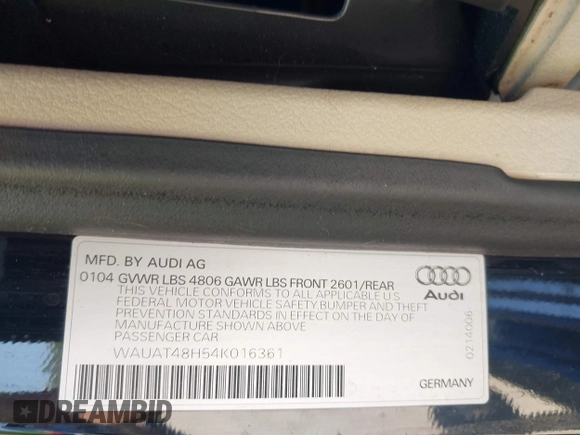 MFD. BY AUDI AG
0104 GVWR LBS 4806 GAWR LBS FRONT 2601/REAR
THIS VEHICLE CONFORMS TO ALL APPLICABLE U S
FEDERAL MOTOR VEHICLE SAFETY,BUMPER AND THEFT
PREVENTION STANDARDS IN EFFECT ON THE DAY OF
MANUFACTURE SHOWN ABOVE
PASSENGER CAR
WAUAT48H54K016361
Audi
0214006
GERMANY
DREAMBID